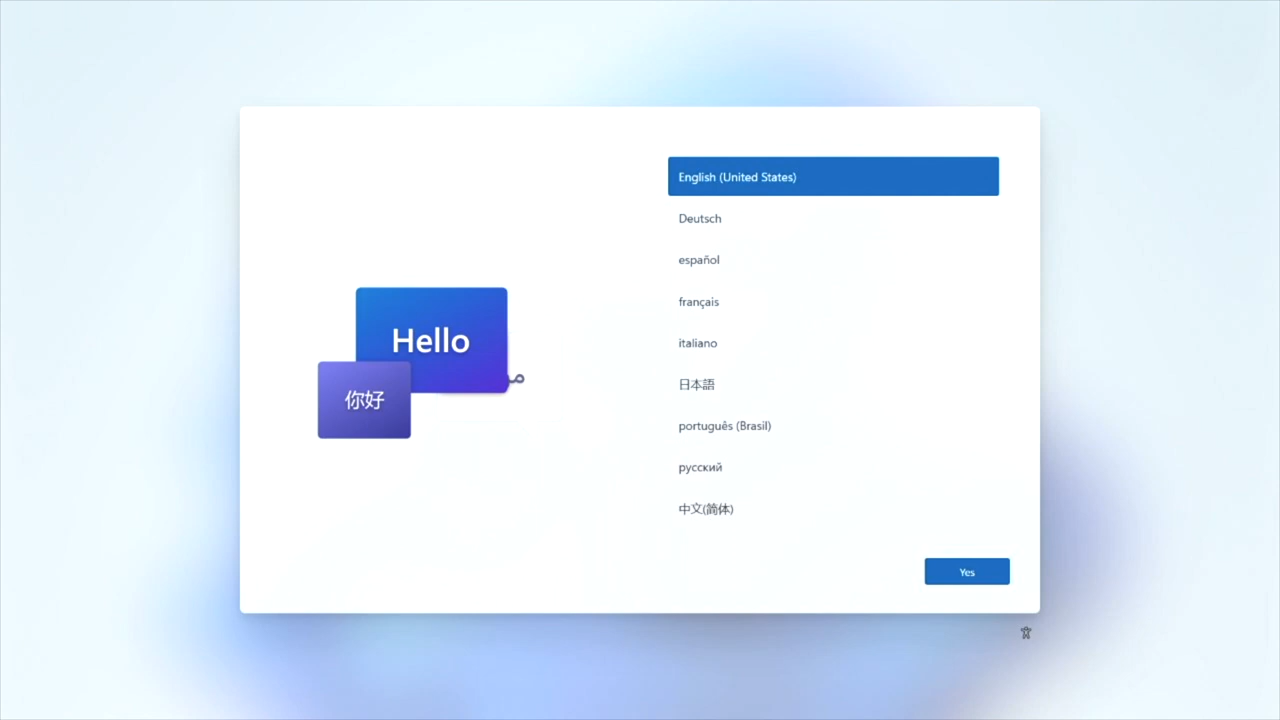 Hello
你好
English (United States)
Deutsch
español
français
italiano
日本語
português (Brasil)
русский
中文(简体)
Yes